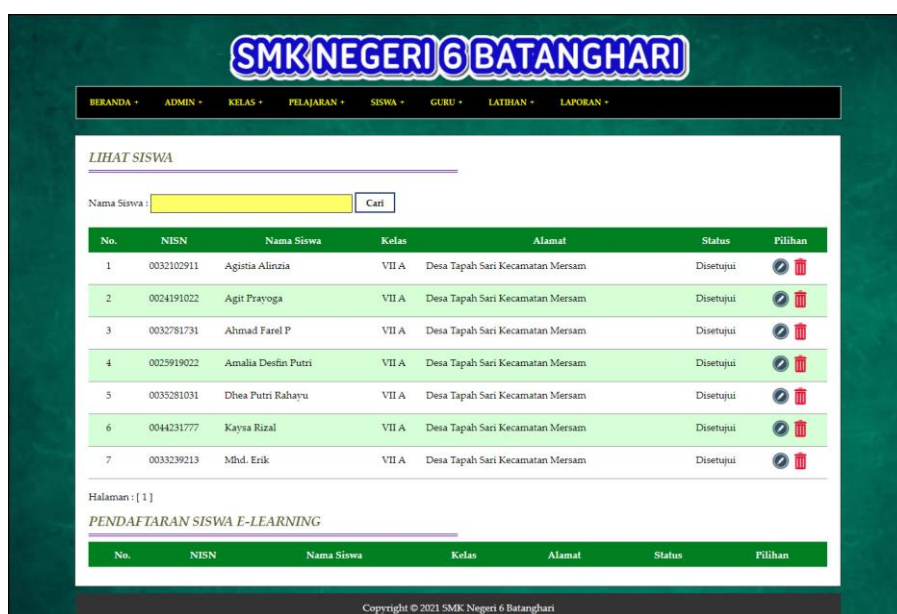 SMK NEGERI 6 BATANGHARI
BERANDA + ADMIN + KELAS + PELAJARAN + SISWA + GURU + LATIHAN + LAPORAN +
LIHAT SISWA
Nama Siswa : Cari
No. NISN Nama Siswa Kelas Alamat Status Pilihan
1 0032102911 Agistia Alinzia VII A Desa Tapah Sari Kecamatan Mersam Disetujui
2 0024191022 Agit Prayoga VII A Desa Tapah Sari Kecamatan Mersam Disetujui
3 0032781731 Ahmad Farel P VII A Desa Tapah Sari Kecamatan Mersam Disetujui
4 0025919022 Amalia Desfin Putri VII A Desa Tapah Sari Kecamatan Mersam Disetujui
5 0035281031 Dhea Putri Rahayu VII A Desa Tapah Sari Kecamatan Mersam Disetujui
6 0044231777 Kaysa Rizal VII A Desa Tapah Sari Kecamatan Mersam Disetujui
7 0033239213 Mhd. Erik VII A Desa Tapah Sari Kecamatan Mersam Disetujui
Halaman : [ 1 ]
PENDAFTARAN SISWA E-LEARNING
No. NISN Nama Siswa Kelas Alamat Status Pilihan
Copyright © 2021 SMK Negeri 6 Batanghari